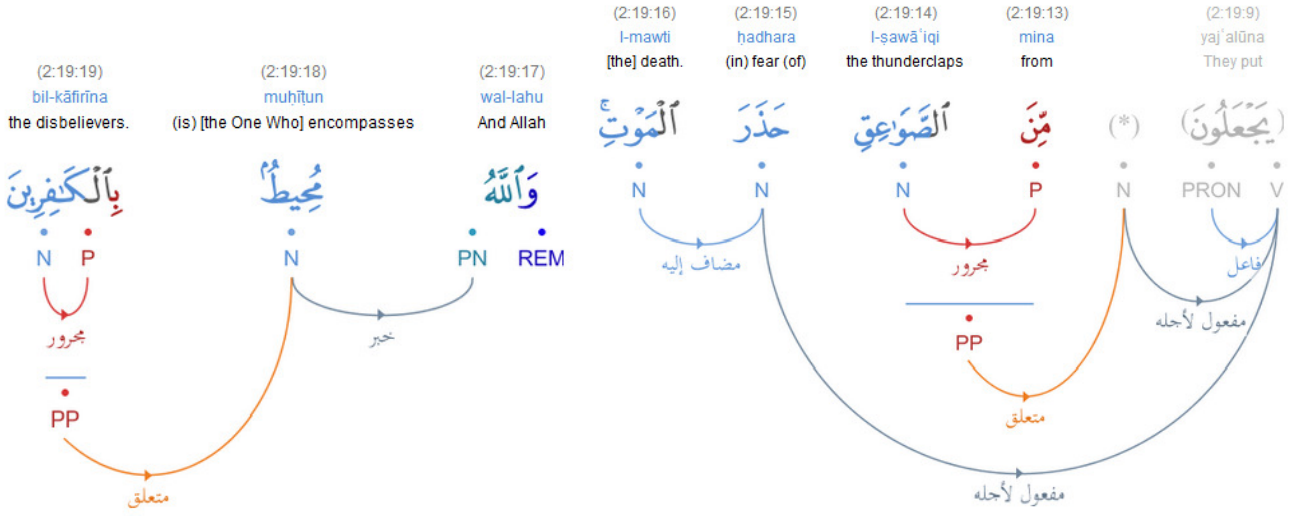 (2:19:9) (2:19:13) (2:19:14) (2:19:15) (2:19:16)
yaj'alūna mina l-ṣawāʿiqi ḥadhara l-mawti
They put from the thunderclaps (in) fear (of) [the] death.
(يَجْعَلُونَ) (*) مِّنَ ٱلصَّوَٰعِقِ حَذَرَ ٱلْمَوْتِ ۚ
V PRON N P N N N
فاعل مجرور مضاف إليه
مفعول لأجله
PP
متعلق
مفعول لأجله
(2:19:17) (2:19:18) (2:19:19)
wal-lahu muḥīṭun bil-kāfirīna
And Allah (is) [the One Who] encompasses the disbelievers.
وَٱللَّهُ مُحِيطٌۢ بِٱلْكَـٰفِرِينَ
REM PN N P N
خبر مجرور
PP
متعلق